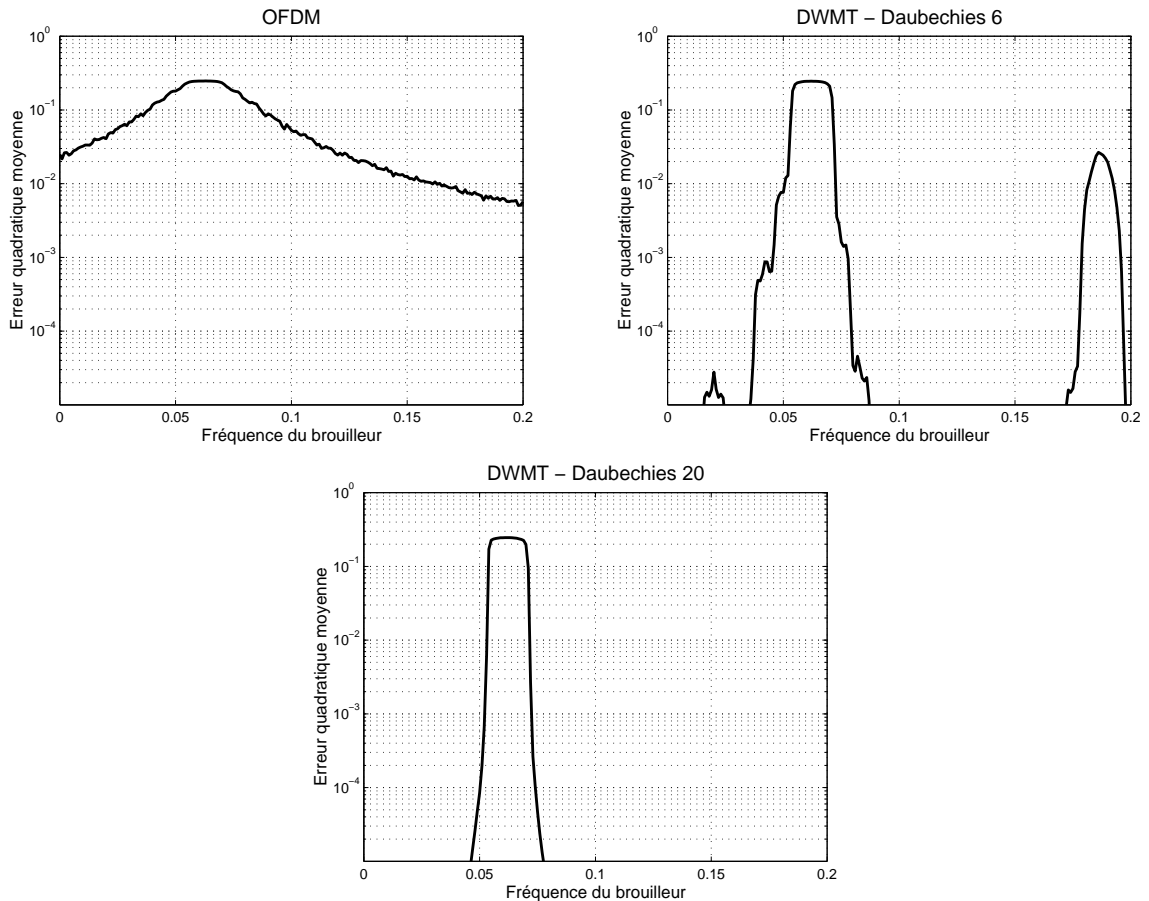 OFDM
10^0
10^−1
10^−2
10^−3
10^−4
0 0.05 0.1 0.15 0.2
Fréquence du brouilleur
Erreur quadratique moyenne
DWMT − Daubechies 6
10^0
10^−1
10^−2
10^−3
10^−4
0 0.05 0.1 0.15 0.2
Fréquence du brouilleur
Erreur quadratique moyenne
DWMT − Daubechies 20
10^0
10^−1
10^−2
10^−3
10^−4
0 0.05 0.1 0.15 0.2
Fréquence du brouilleur
Erreur quadratique moyenne